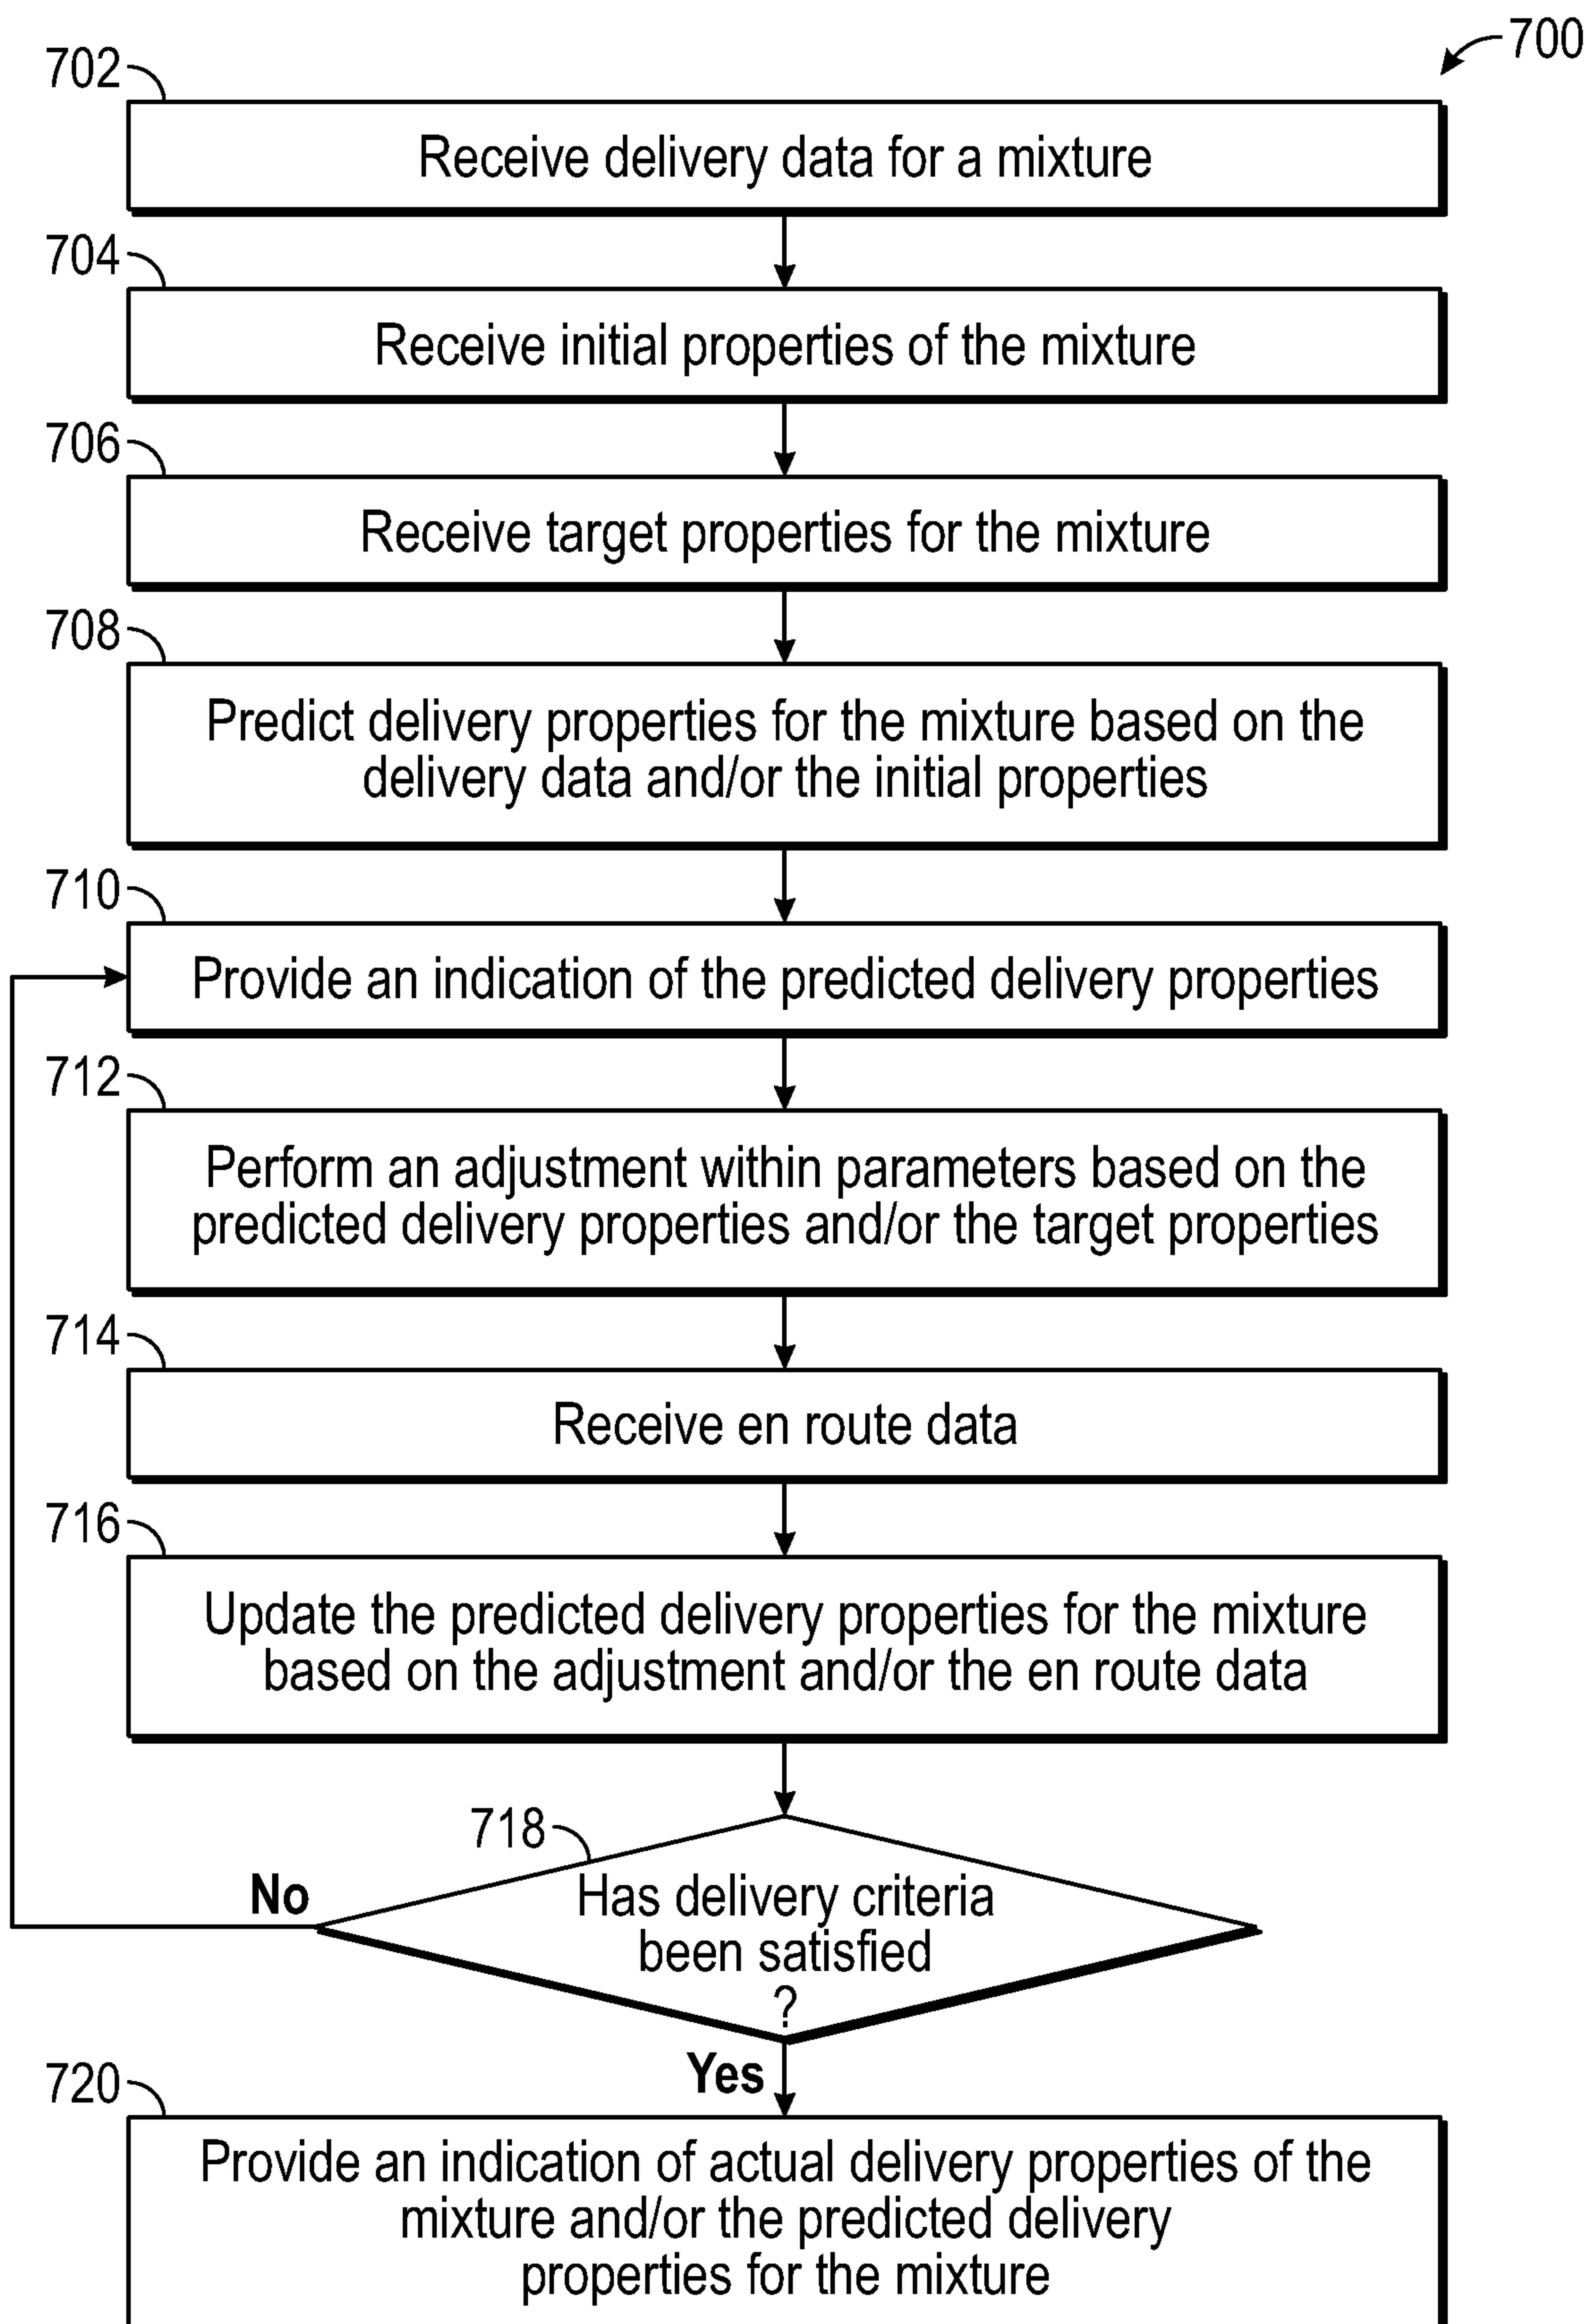 700
702
Receive delivery data for a mixture
704
Receive initial properties of the mixture
706
Receive target properties for the mixture
708
Predict delivery properties for the mixture based on the
delivery data and/or the initial properties
710
Provide an indication of the predicted delivery properties
712
Perform an adjustment within parameters based on the
predicted delivery properties and/or the target properties
714
Receive en route data
716
Update the predicted delivery properties for the mixture
based on the adjustment and/or the en route data
718
No
Has delivery criteria
been satisfied
?
Yes
720
Provide an indication of actual delivery properties of the
mixture and/or the predicted delivery
properties for the mixture